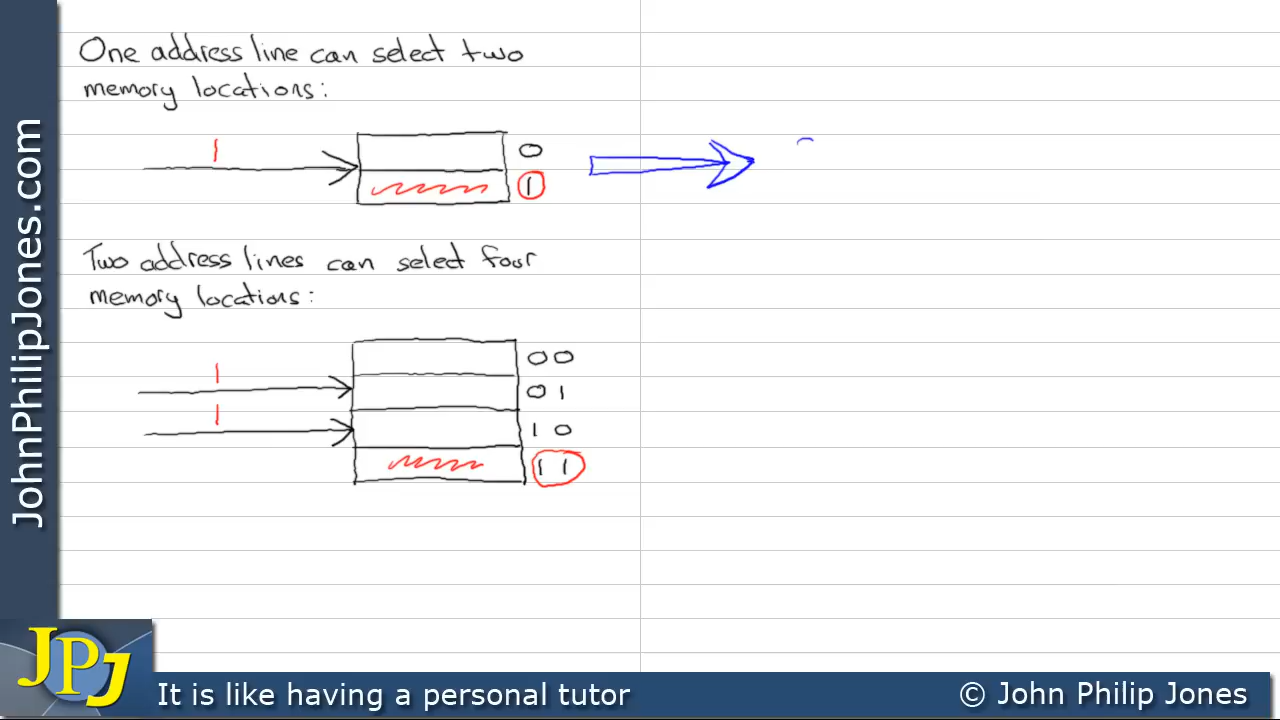 One address line can select two
memory locations:
1
0
1
Two address lines can select four
memory locations:
1
1
00
01
10
11
JohnPhilipJones.com
JPJ
It is like having a personal tutor
© John Philip Jones